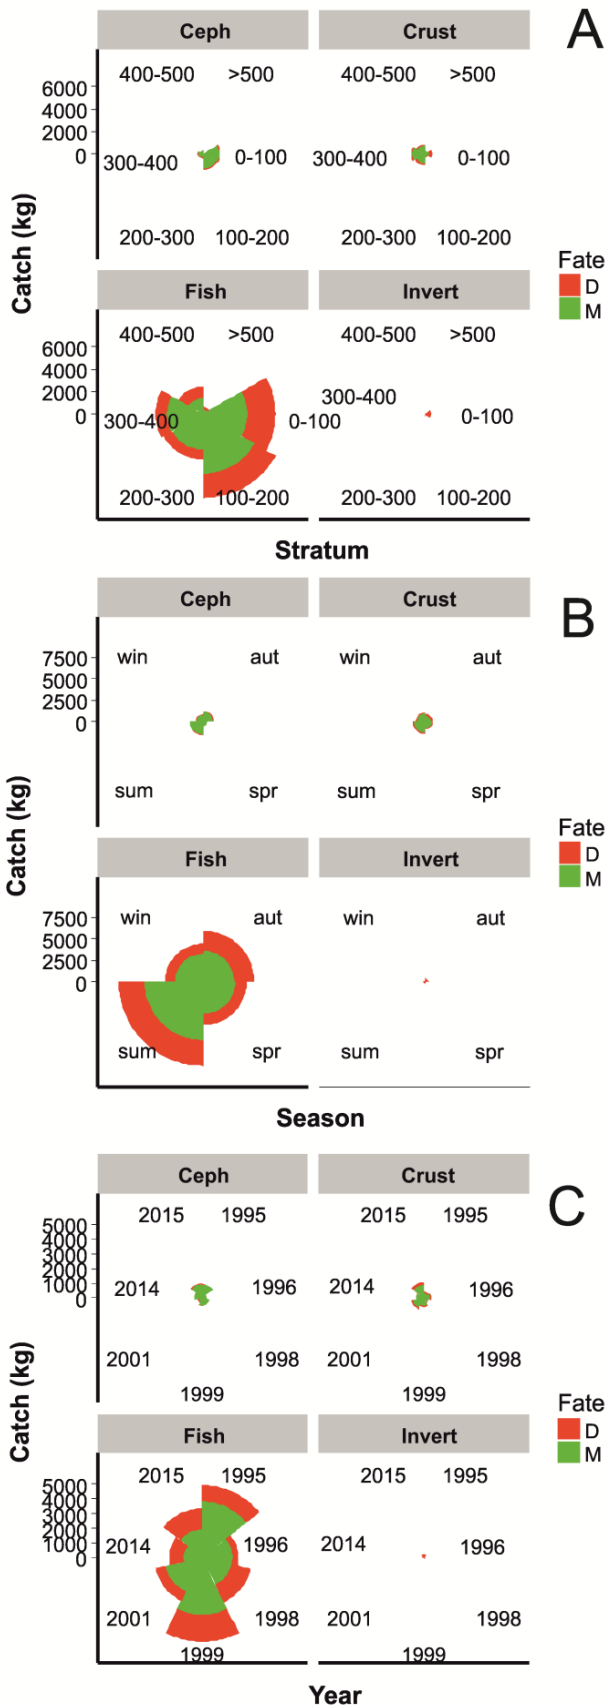 A
Ceph
Crust
400-500 >500
400-500 >500
6000
4000
2000
0
300-400 0-100
300-400 0-100
200-300 100-200
200-300 100-200
Catch (kg)
Fate
D
M
Fish
Invert
400-500 >500
400-500 >500
6000
4000
2000
0
300-400 0-100
300-400 0-100
200-300 100-200
200-300 100-200
Stratum
B
Ceph
Crust
win aut
win aut
7500
5000
2500
0
sum spr
sum spr
Catch (kg)
Fate
D
M
Fish
Invert
win aut
win aut
7500
5000
2500
0
sum spr
sum spr
Season
C
Ceph
Crust
2015 1995
2015 1995
5000
4000
3000
2000
1000
0
2014 1996
2014 1996
2001 1998
2001 1998
1999
1999
Catch (kg)
Fate
D
M
Fish
Invert
2015 1995
2015 1995
5000
4000
3000
2000
1000
0
2014 1996
2014 1996
2001 1998
2001 1998
1999
1999
Year